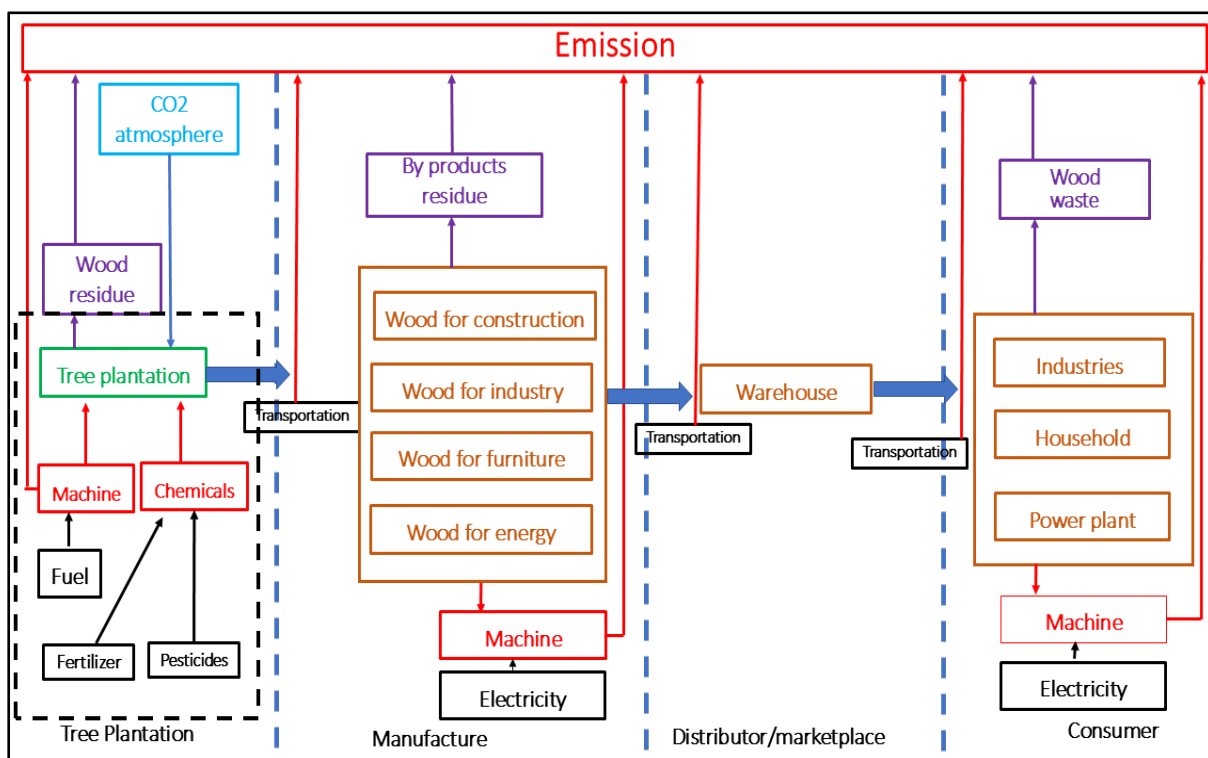 Emission
CO2
atmosphere
Wood
residue
Tree plantation
Machine
Chemicals
Fuel
Fertilizer
Pesticides
Tree Plantation
Transportation
By products
residue
Wood for construction
Wood for industry
Wood for furniture
Wood for energy
Machine
Electricity
Manufacture
Transportation
Warehouse
Distributor/marketplace
Transportation
Wood
waste
Industries
Household
Power plant
Machine
Electricity
Consumer